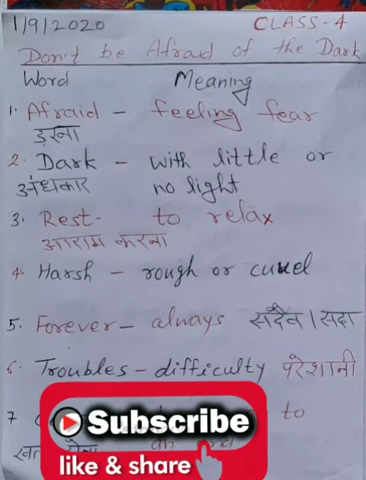 1/9/2020 CLASS-4
Don't be Afraid of the Dark
Word Meaning
1. Afraid - feeling fear
ड़रना
2. Dark - with little or
अंधकार no light
3. Rest- to relax
आराम करना
4. Harsh - rough or curel
5. Forever - always सदैव।सदा
6. Troubles - difficulty परेशानी
7 to
Subscribe
like & share